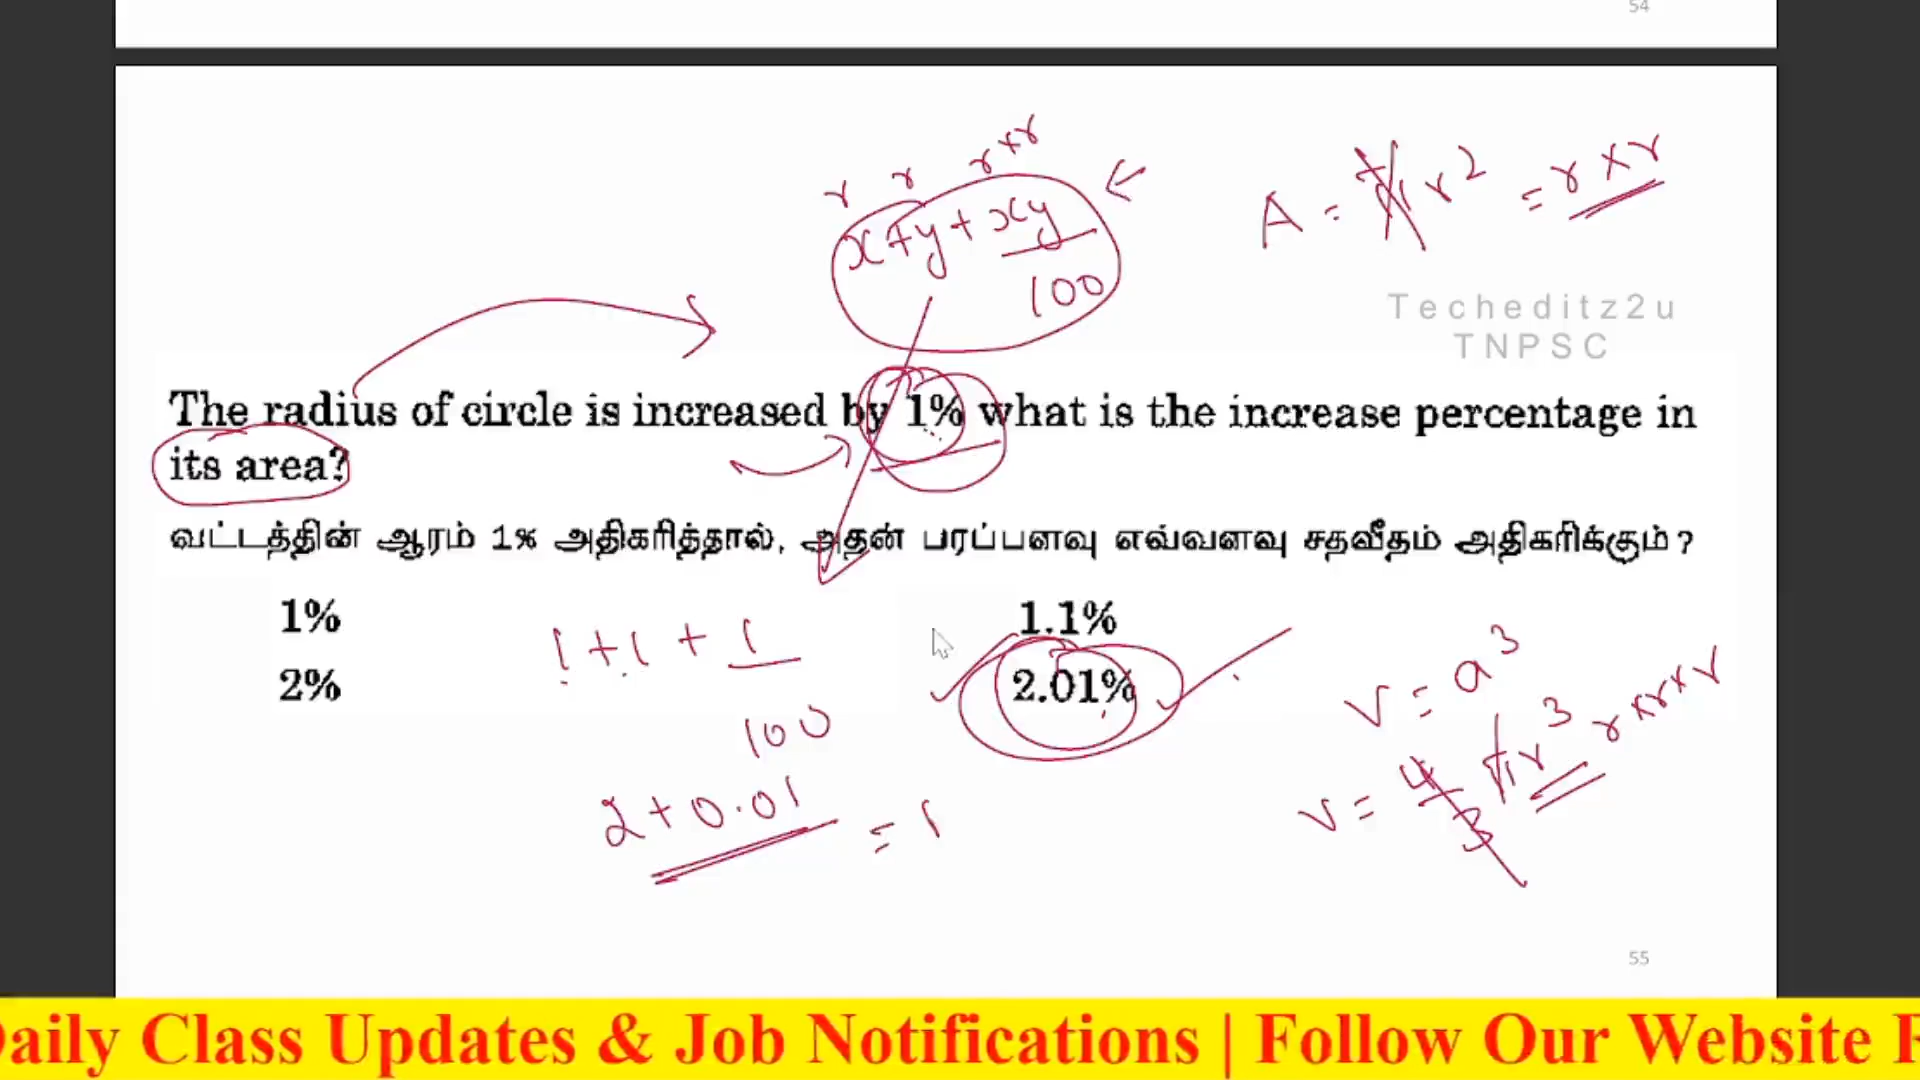 54
r r r×r
x+y+xy/100
A = πr² = r×r
Techeditz2u
TNPSC
The radius of circle is increased by 1% what is the increase percentage in
its area?
வட்டத்தின் ஆரம் 1% அதிகரித்தால், அதன் பரப்பளவு எவ்வளவு சதவீதம் அதிகரிக்கும்?
1% 1.1%
2% 2.01%
1+1+1/100
2+0.01 = 1
V = a³
V = 4/3 πr³ r×r×r
55
Daily Class Updates & Job Notifications | Follow Our Website